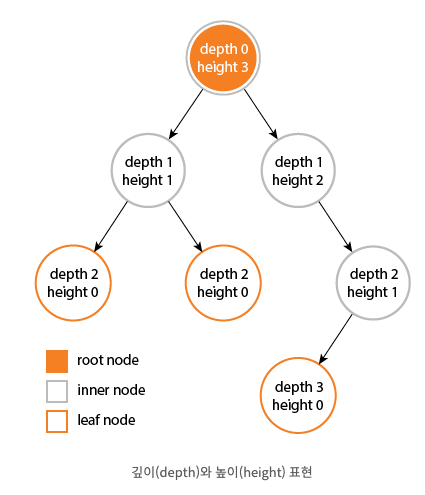 depth 0
height 3
depth 1
height 1
depth 1
height 2
depth 2
height 0
depth 2
height 0
depth 2
height 1
depth 3
height 0
root node
inner node
leaf node
깊이(depth)와 높이(height) 표현